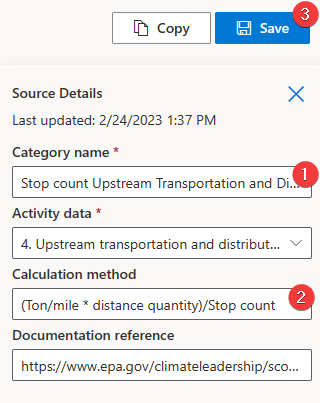 3
Copy
Save
Source Details
Last updated: 2/24/2023 1:37 PM
Category name *
Stop count Upstream Transportation and Di...
1
Activity data *
4. Upstream transportation and distribut...
Calculation method
(Ton/mile * distance quantity)/Stop count
2
Documentation reference
https://www.epa.gov/climateleadership/sco...